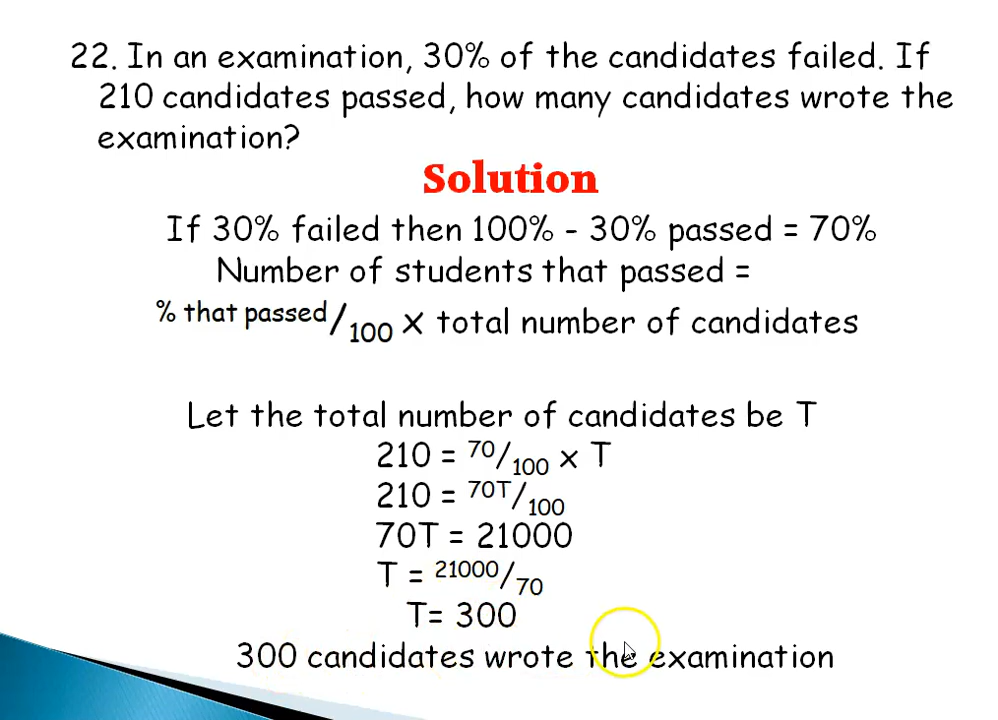 22. In an examination, 30% of the candidates failed. If
210 candidates passed, how many candidates wrote the
examination?
Solution
If 30% failed then 100% - 30% passed = 70%
Number of students that passed =
% that passed/100 X total number of candidates
Let the total number of candidates be T
210 = 70/100 x T
210 = 70T/100
70T = 21000
T = 21000/70
T= 300
300 candidates wrote the examination